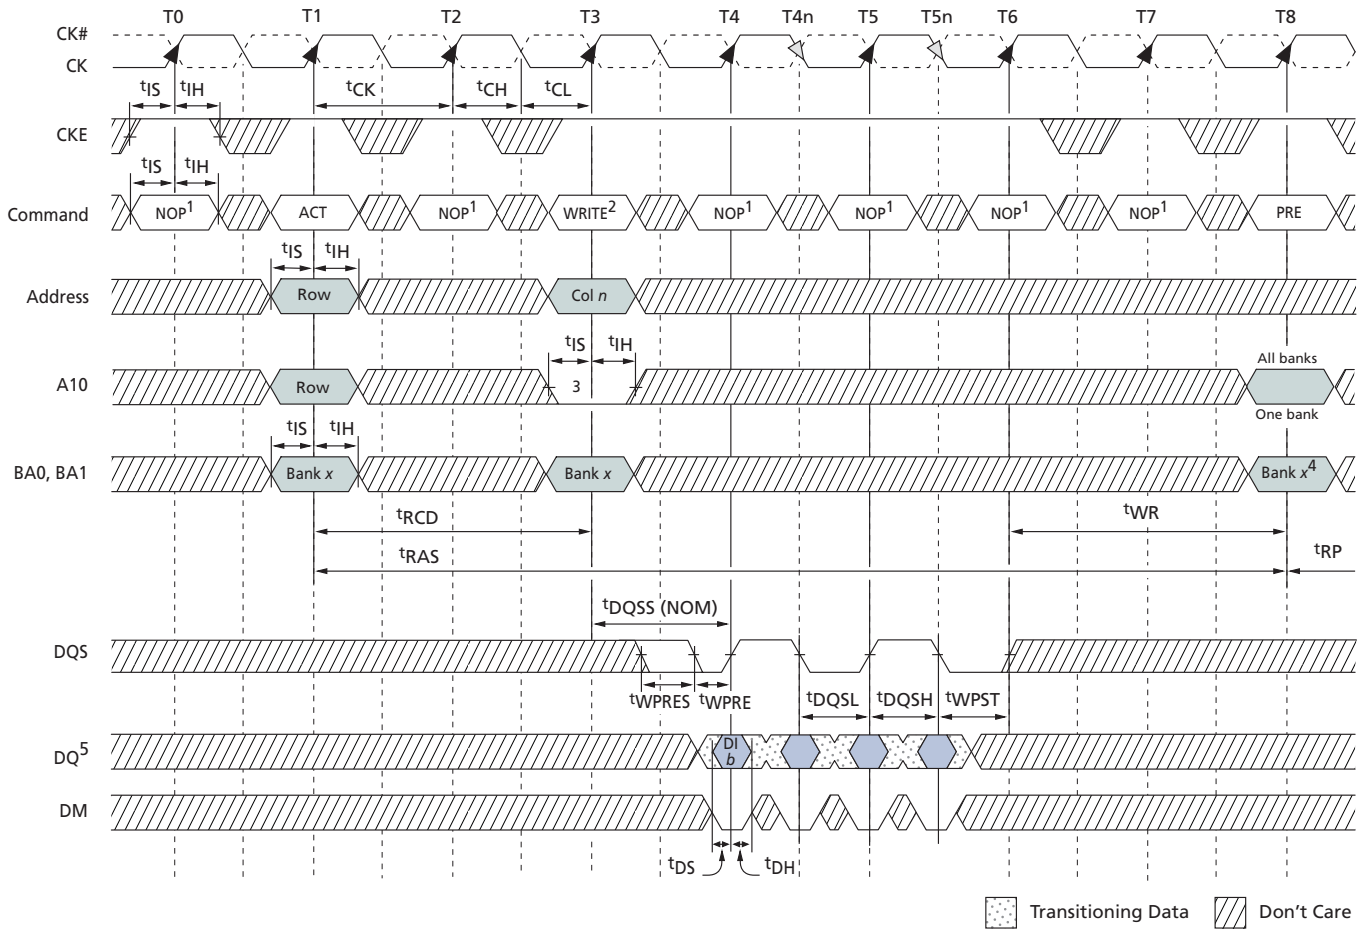 T0 T1 T2 T3 T4 T4n T5 T5n T6 T7 T8
CK#
CK
tIS tIH tCK tCH tCL
CKE
tIS tIH
Command NOP1 ACT NOP1 WRITE2 NOP1 NOP1 NOP1 NOP1 PRE
tIS tIH
Address Row Col n
tIS tIH
All banks
A10 Row 3
One bank
tIS tIH
BA0, BA1 Bank x Bank x Bank x4
tRCD tWR
tRAS tRP
tDQSS (NOM)
DQS
tWPRES tWPRE tDQSL tDQSH tWPST
DQ5 DI
b
DM
tDS tDH
Transitioning Data Don't Care